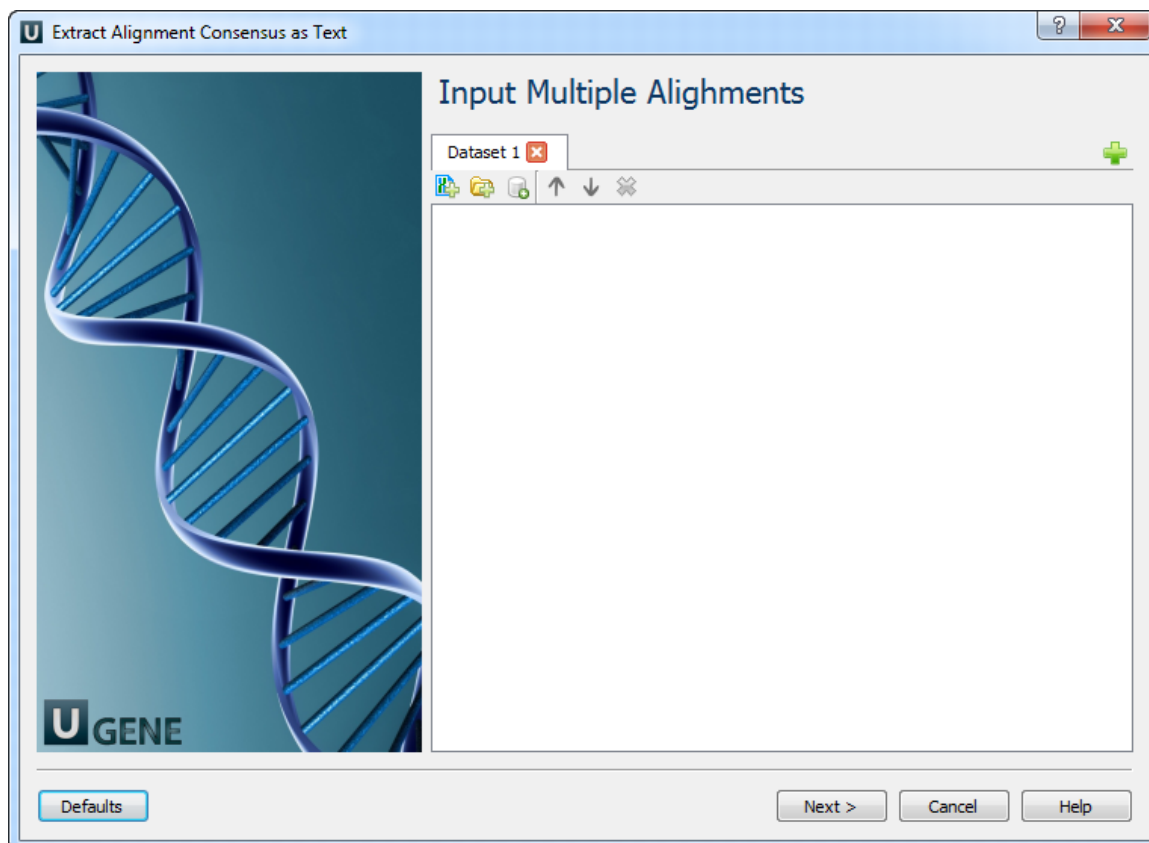 U Extract Alignment Consensus as Text
Input Multiple Alighments
Dataset 1
U GENE
Defaults
Next >
Cancel
Help